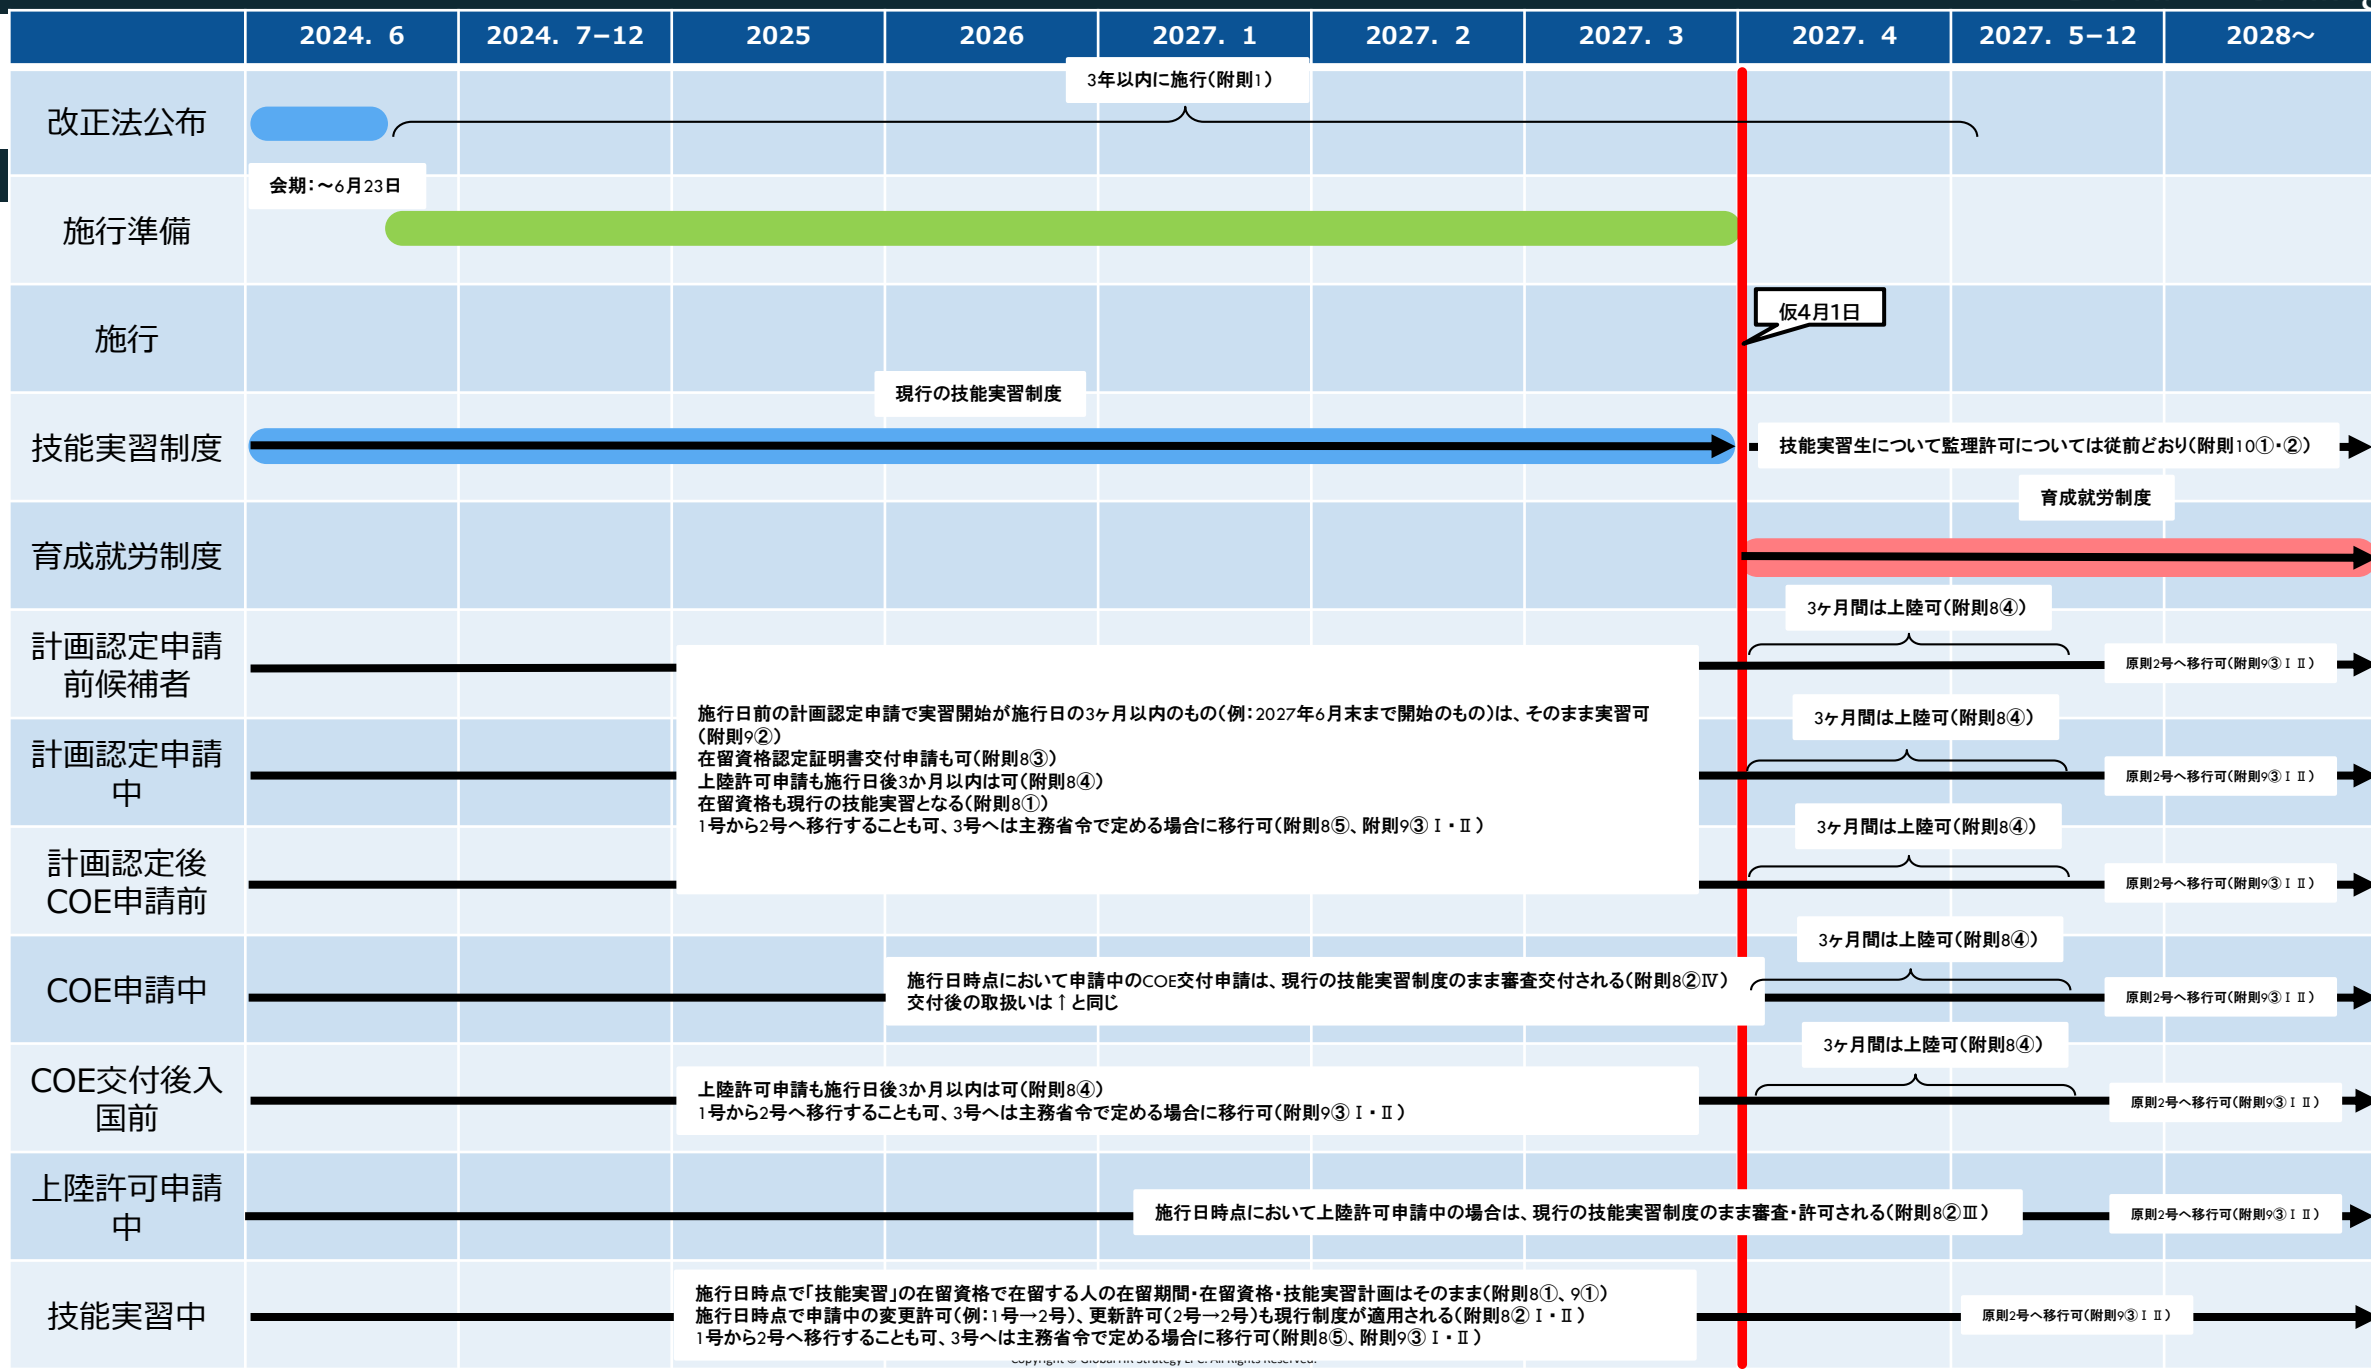 2024. 6 2024. 7−12 2025 2026 2027. 1 2027. 2 2027. 3 2027. 4 2027. 5−12 2028～
3年以内に施行（附則1）
改正法公布
会期：～6月23日
施行準備
施行
仮4月1日
現行の技能実習制度
技能実習制度
技能実習生について監理許可については従前どおり（附則10①・②）
育成就労制度
育成就労制度
3ヶ月間は上陸可（附則8④）
計画認定申請
前候補者
原則2号へ移行可（附則9③ⅠⅡ）
施行日前の計画認定申請で実習開始が施行日の3ヶ月以内のもの（例：2027年6月末まで開始のもの）は、そのまま実習可
（附則9②）
在留資格認定証明書交付申請も可（附則8③）
上陸許可申請も施行日後3か月以内は可（附則8④）
在留資格も現行の技能実習となる（附則8①）
1号から2号へ移行することも可、3号へは主務省令で定める場合に移行可（附則8⑤、附則9③Ⅰ・Ⅱ）
3ヶ月間は上陸可（附則8④）
計画認定申請
中
原則2号へ移行可（附則9③ⅠⅡ）
3ヶ月間は上陸可（附則8④）
計画認定後
COE申請前
原則2号へ移行可（附則9③ⅠⅡ）
3ヶ月間は上陸可（附則8④）
COE申請中
施行日時点において申請中のCOE交付申請は、現行の技能実習制度のまま審査交付される（附則8②Ⅳ）
交付後の取扱いは↑と同じ
原則2号へ移行可（附則9③ⅠⅡ）
3ヶ月間は上陸可（附則8④）
COE交付後入
国前
上陸許可申請も施行日後3か月以内は可（附則8④）
1号から2号へ移行することも可、3号へは主務省令で定める場合に移行可（附則9③Ⅰ・Ⅱ）
原則2号へ移行可（附則9③ⅠⅡ）
上陸許可申請
中
施行日時点において上陸許可申請中の場合は、現行の技能実習制度のまま審査・許可される（附則8②Ⅲ）
原則2号へ移行可（附則9③ⅠⅡ）
技能実習中
施行日時点で「技能実習」の在留資格で在留する人の在留期間・在留資格・技能実習計画はそのまま（附則8①、9①）
施行日時点で申請中の変更許可（例：1号→2号）、更新許可（2号→2号）も現行制度が適用される（附則8②Ⅰ・Ⅱ）
1号から2号へ移行することも可、3号へは主務省令で定める場合に移行可（附則8⑤、附則9③Ⅰ・Ⅱ）
原則2号へ移行可（附則9③ⅠⅡ）
Copyright © Global HR Strategy LPC. All Rights Reserved.